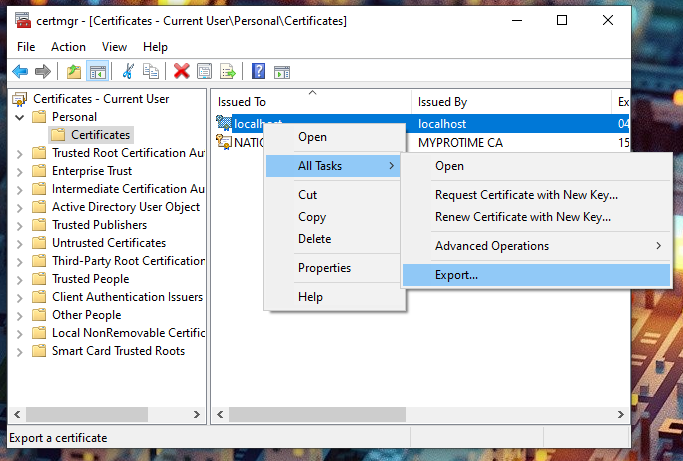 certmgr - [Certificates - Current User\Personal\Certificates]
File Action View Help
Certificates - Current User
Personal
Certificates
Trusted Root Certification Au
Enterprise Trust
Intermediate Certification Au
Active Directory User Object
Trusted Publishers
Untrusted Certificates
Third-Party Root Certification
Trusted People
Client Authentication Issuers
Other People
Local NonRemovable Certific
Smart Card Trusted Roots
Issued To Issued By Ex
localhost localhost 04
NATIO MYPROTIME CA 15
Open
All Tasks
Cut
Copy
Delete
Properties
Help
Open
Request Certificate with New Key...
Renew Certificate with New Key...
Advanced Operations
Export...
Export a certificate